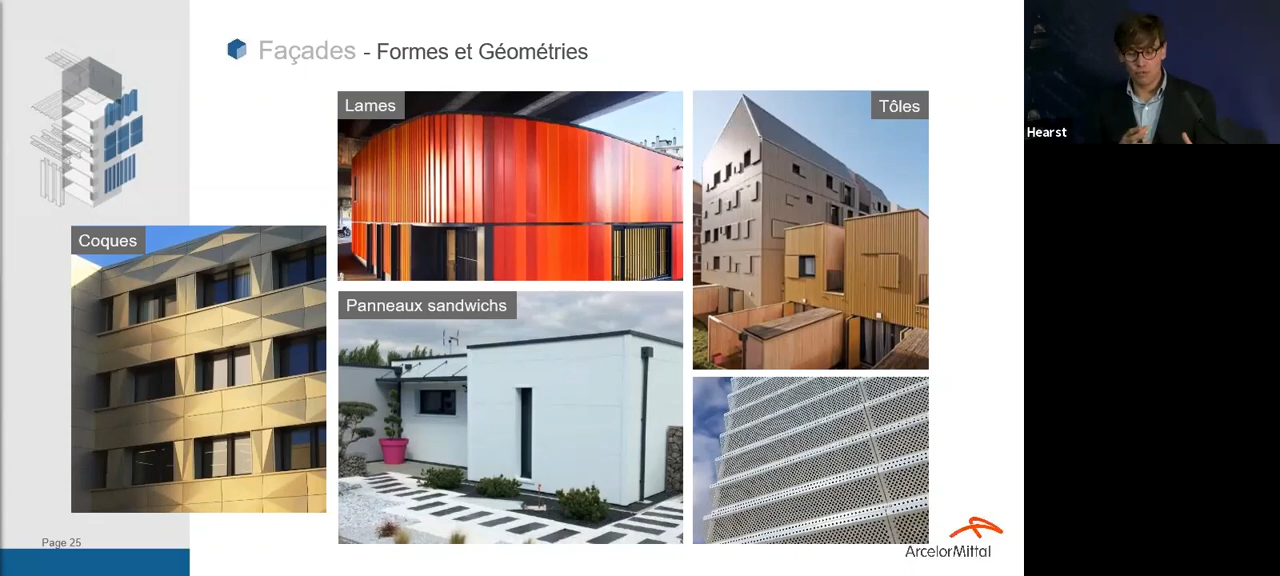 Façades - Formes et Géométries
Lames
Tôles
Hearst
Coques
Panneaux sandwichs
Page 25
ArcelorMittal